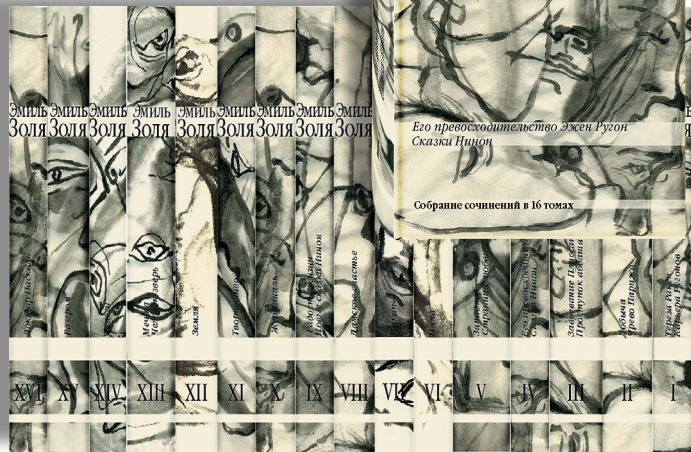 Эмиль
Золя
Эмиль
Золя
Эмиль
Золя
Эмиль
Золя
Эмиль
Золя
Эмиль
Золя
Эмиль
Золя
Эмиль
Золя
Эмиль
Золя
Его превосходительство Эжен Ругон
Сказки Нинон
Собрание сочинений в 16 томах
Разгром
зверь
Земля
Творчество
Дамское счастье
Добыча
Чрево Парижа
Тереза Ракен
Карьера Ругонов
XVI
XV
XIV
XIII
XII
XI
X
IX
VIII
VII
VI
V
IV
III
II
I